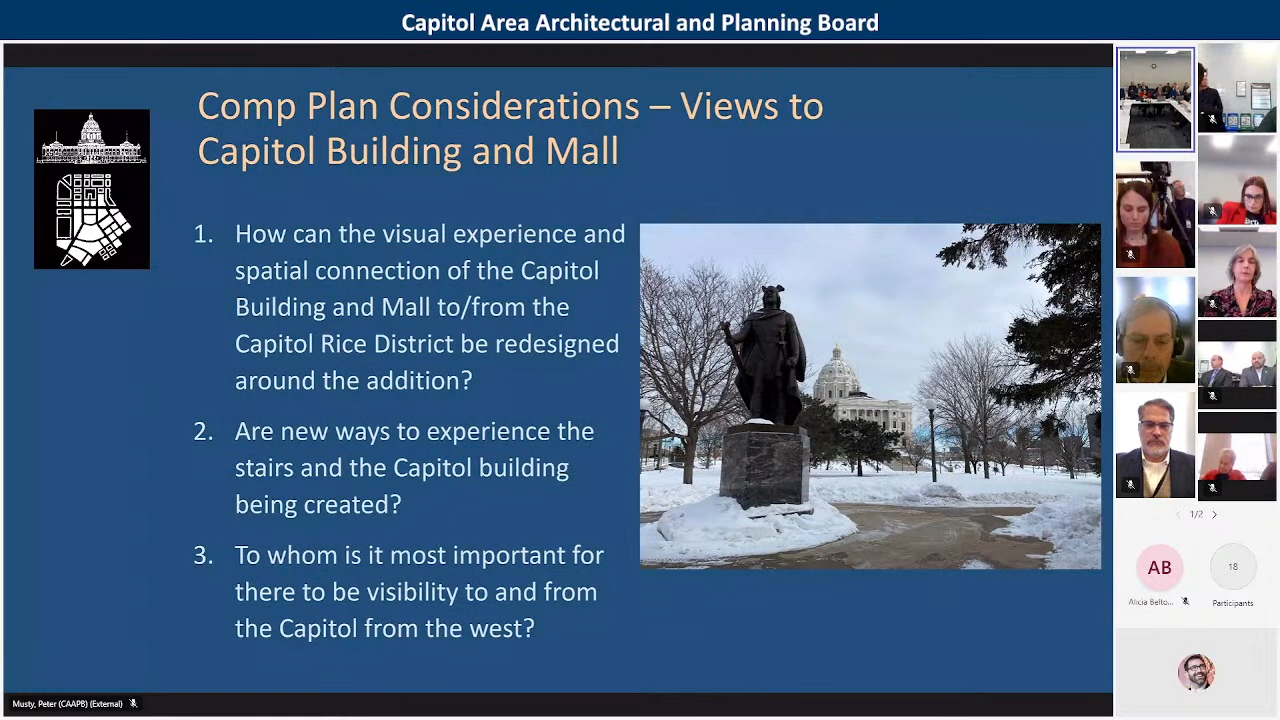 Capitol Area Architectural and Planning Board
Comp Plan Considerations – Views to
Capitol Building and Mall
1. How can the visual experience and
spatial connection of the Capitol
Building and Mall to/from the
Capitol Rice District be redesigned
around the addition?
2. Are new ways to experience the
stairs and the Capitol building
being created?
3. To whom is it most important for
there to be visibility to and from
the Capitol from the west?
1/2
AB
18
Alicia Belto...
Participants
Musty, Peter (CAAPB) (External)